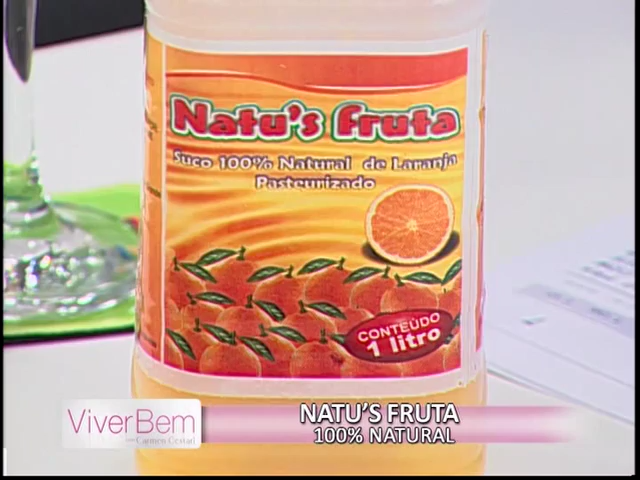 Natu's Fruta
Suco 100% Natural de Laranja
Pasteurizado
CONTEÚDO
1 litro
ViverBem
NATU'S FRUTA
100% NATURAL